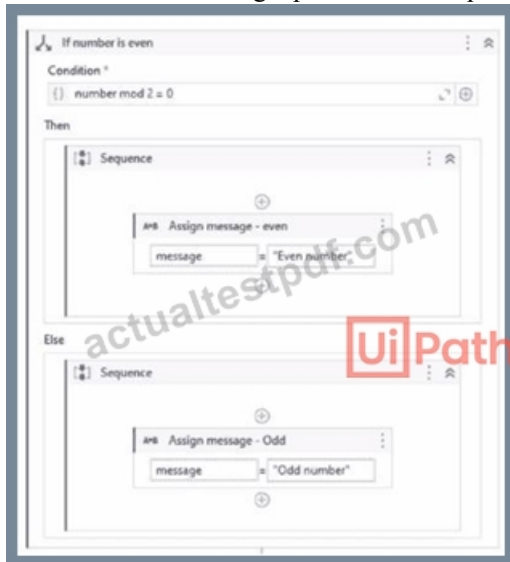 If number is even
Condition *
{} number mod 2 = 0
Then
Sequence
A*B Assign message - even
message = "Even number"
Else
Sequence
A*B Assign message - Odd
message = "Odd number"
actualtestpdf.com
UiPath